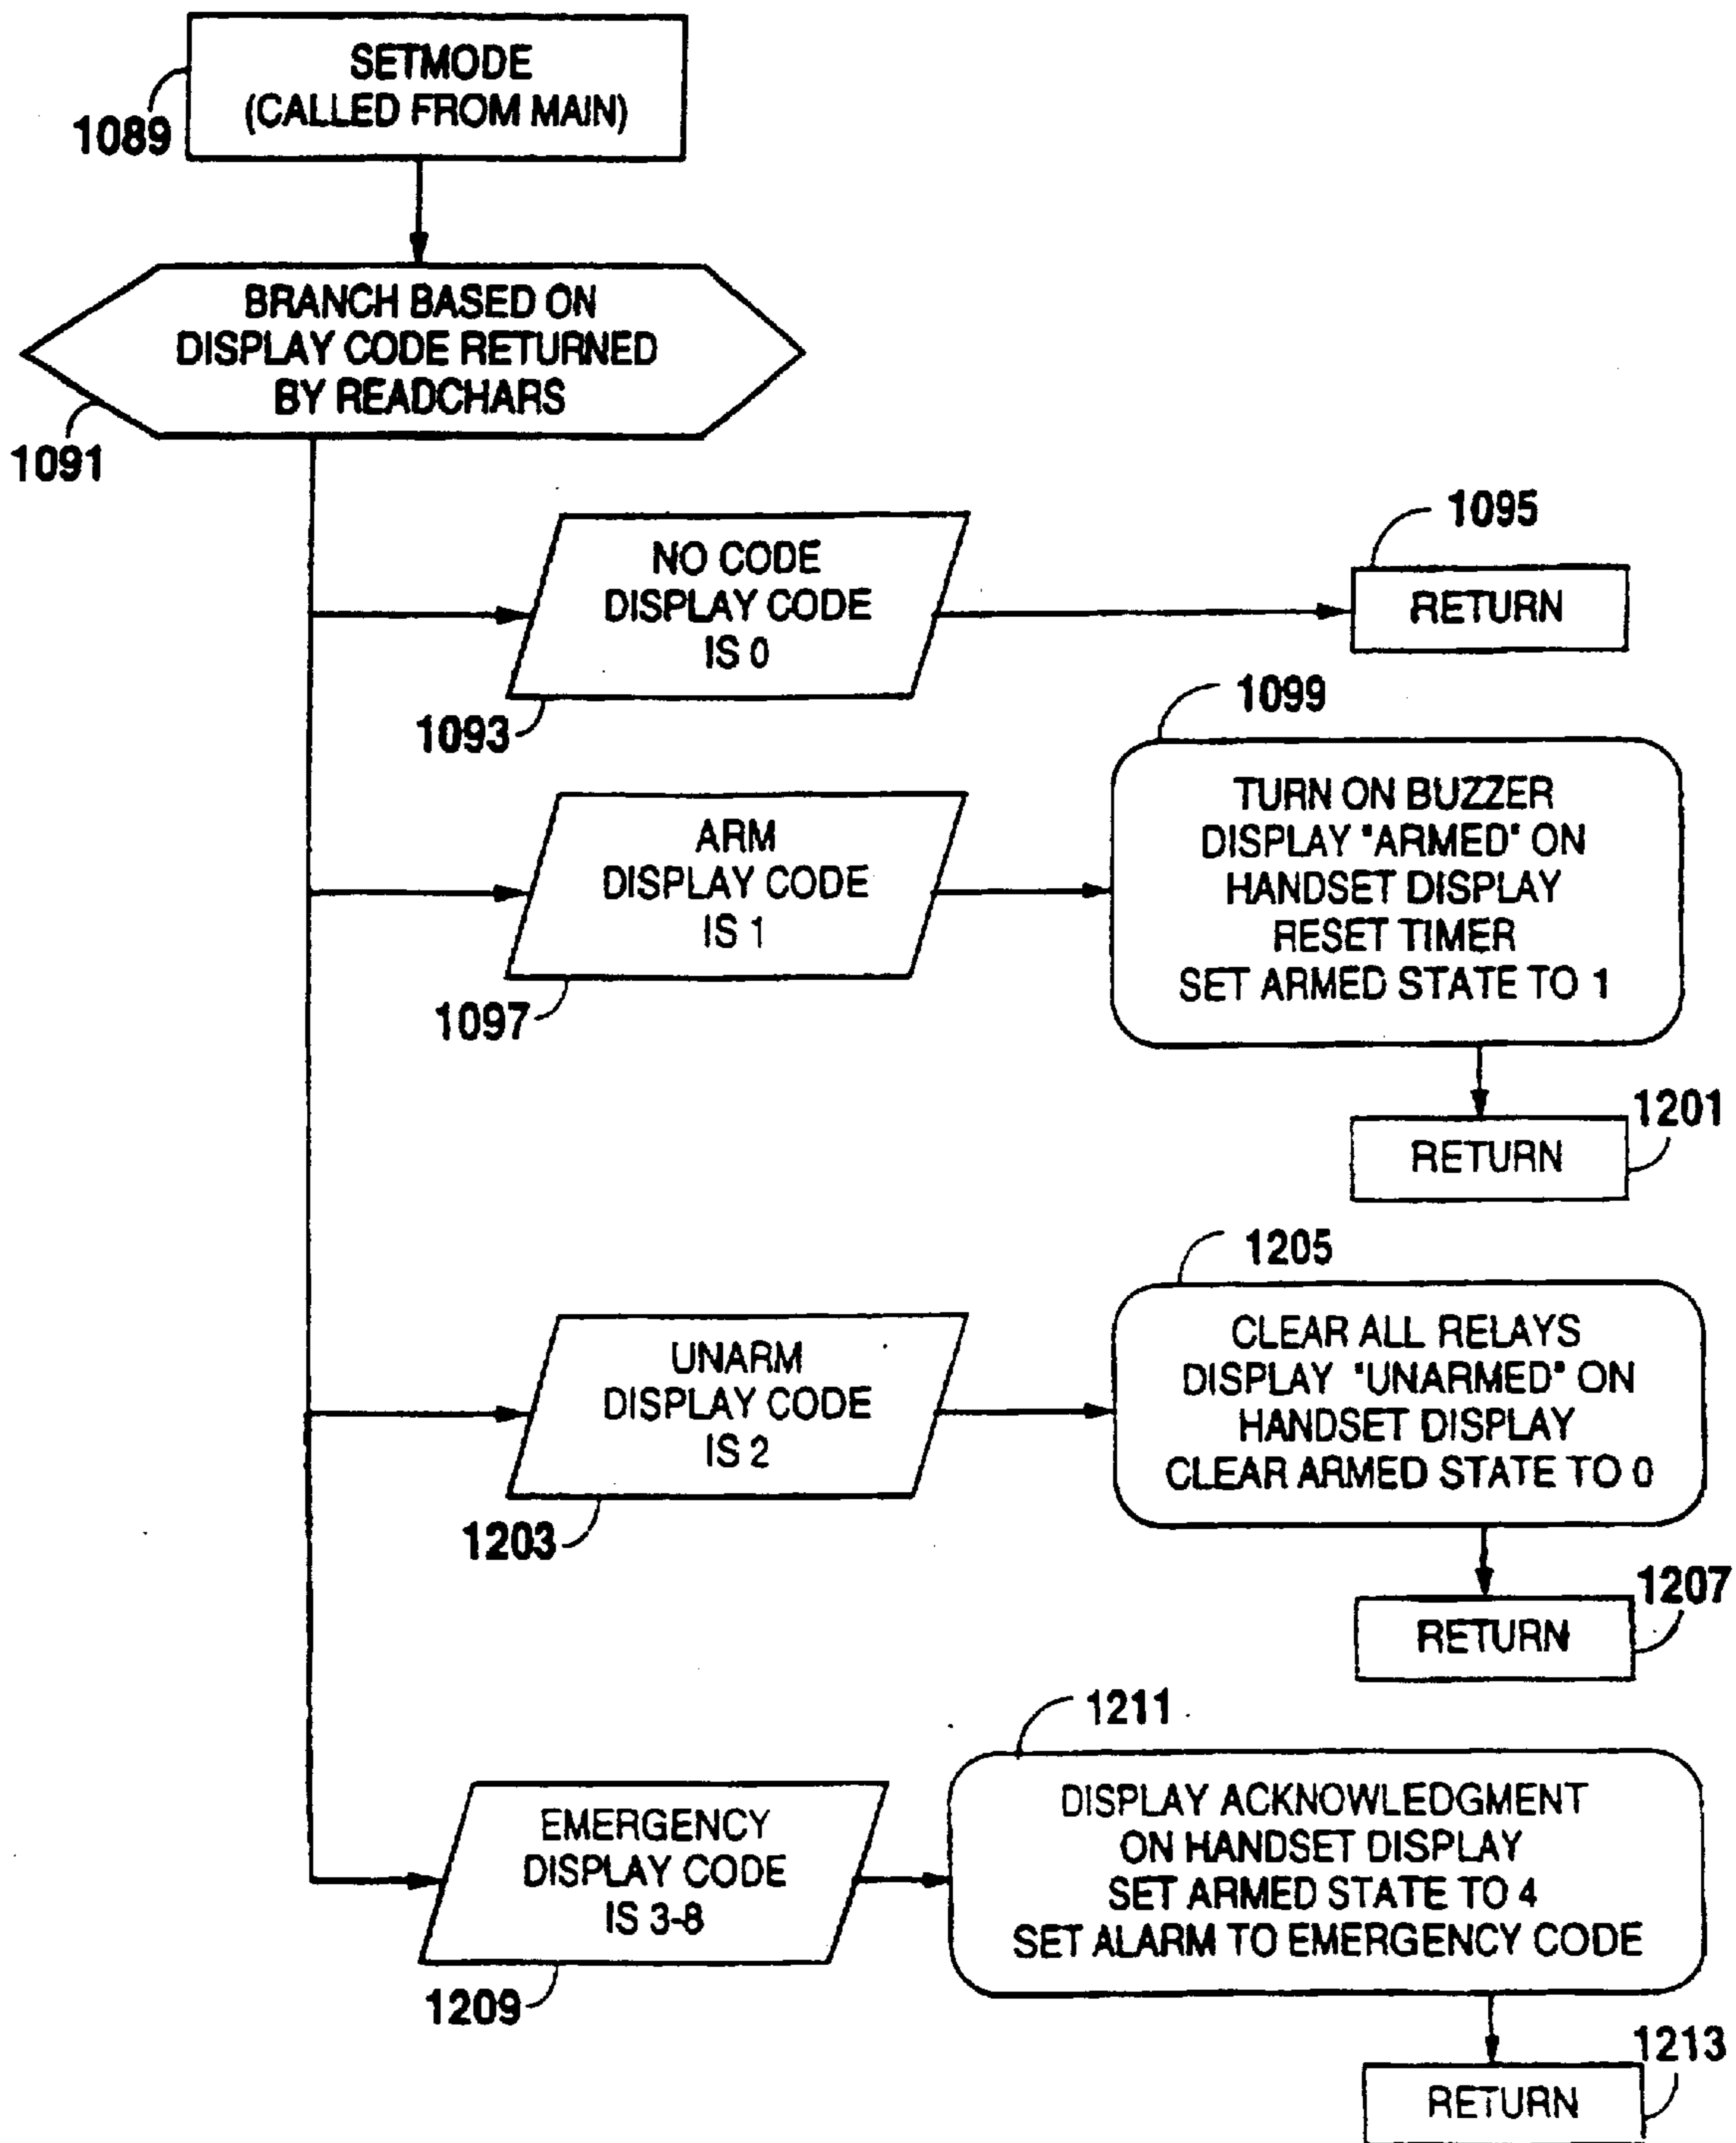 SETMODE
(CALLED FROM MAIN)
1089
BRANCH BASED ON
DISPLAY CODE RETURNED
BY READCHARS
1091
NO CODE
DISPLAY CODE
IS 0
1093
1095
RETURN
ARM
DISPLAY CODE
IS 1
1097
1099
TURN ON BUZZER
DISPLAY "ARMED" ON
HANDSET DISPLAY
RESET TIMER
SET ARMED STATE TO 1
1201
RETURN
UNARM
DISPLAY CODE
IS 2
1203
1205
CLEAR ALL RELAYS
DISPLAY "UNARMED" ON
HANDSET DISPLAY
CLEAR ARMED STATE TO 0
1207
RETURN
EMERGENCY
DISPLAY CODE
IS 3-8
1209
1211
DISPLAY ACKNOWLEDGMENT
ON HANDSET DISPLAY
SET ARMED STATE TO 4
SET ALARM TO EMERGENCY CODE
1213
RETURN